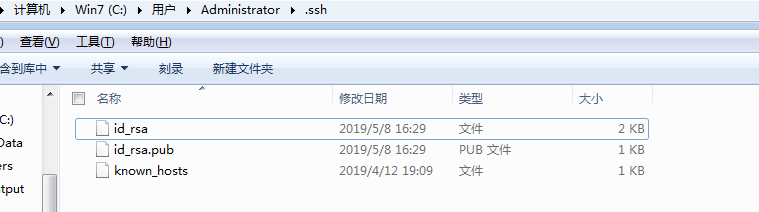 计算机 Win7 (C:) 用户 Administrator .ssh
) 查看(V) 工具(T) 帮助(H)
含到库中 共享 刻录 新建文件夹
名称 修改日期 类型 大小
C:)
id_rsa 2019/5/8 16:29 文件 2 KB
Data
id_rsa.pub 2019/5/8 16:29 PUB 文件 1 KB
ers
known_hosts 2019/4/12 19:09 文件 1 KB
utput